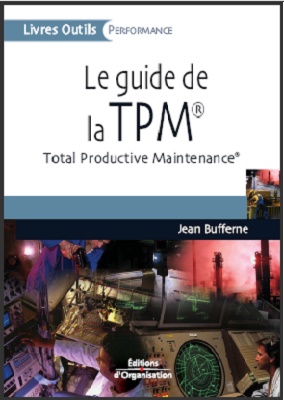 Livres Outils PERFORMANCE
Le guide de
la TPM®
Total Productive Maintenance®
Jean Bufferne
Éditions
d'Organisation